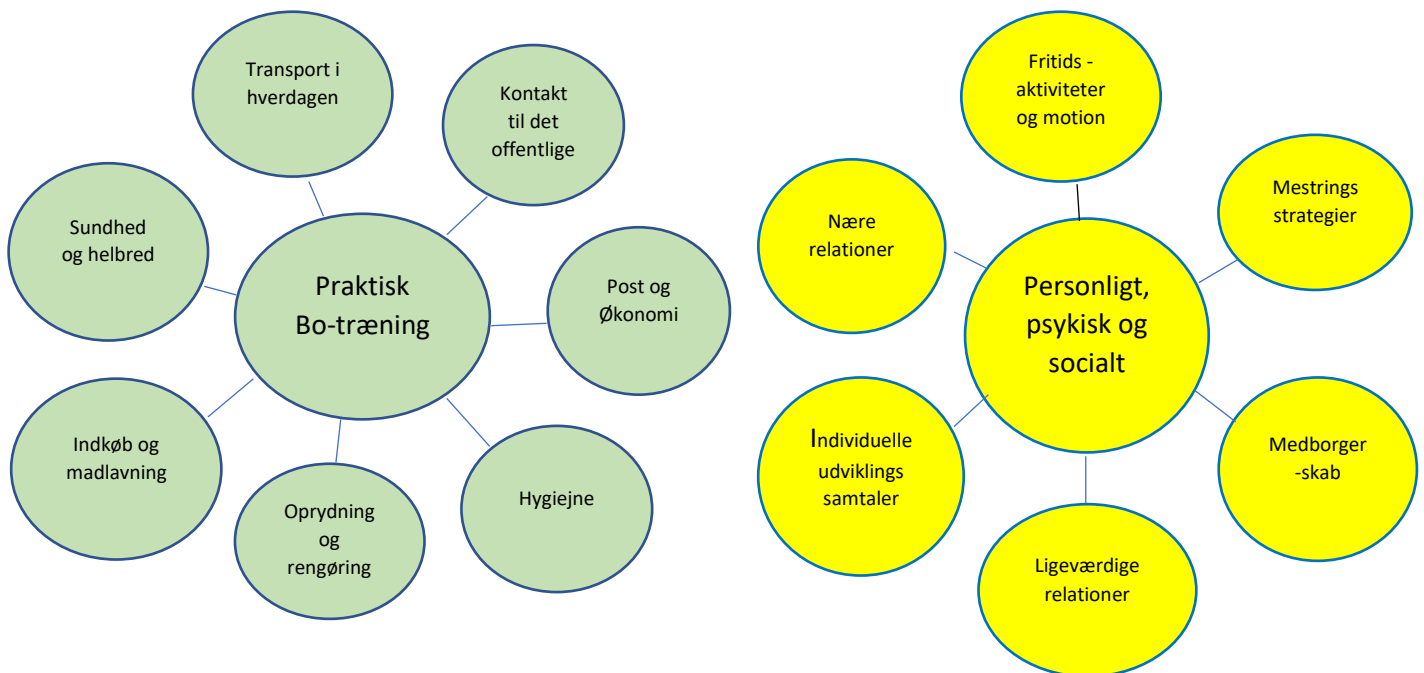 Transport i
hverdagen
Kontakt
til det
offentlige
Sundhed
og helbred
Praktisk
Bo-træning
Post og
Økonomi
Indkøb og
madlavning
Oprydning
og
rengøring
Hygiejne
Fritids -
aktiviteter
og motion
Mestrings
strategier
Nære
relationer
Personligt,
psykisk og
socialt
Individuelle
udviklings
samtaler
Medborger
-skab
Ligeværdige
relationer